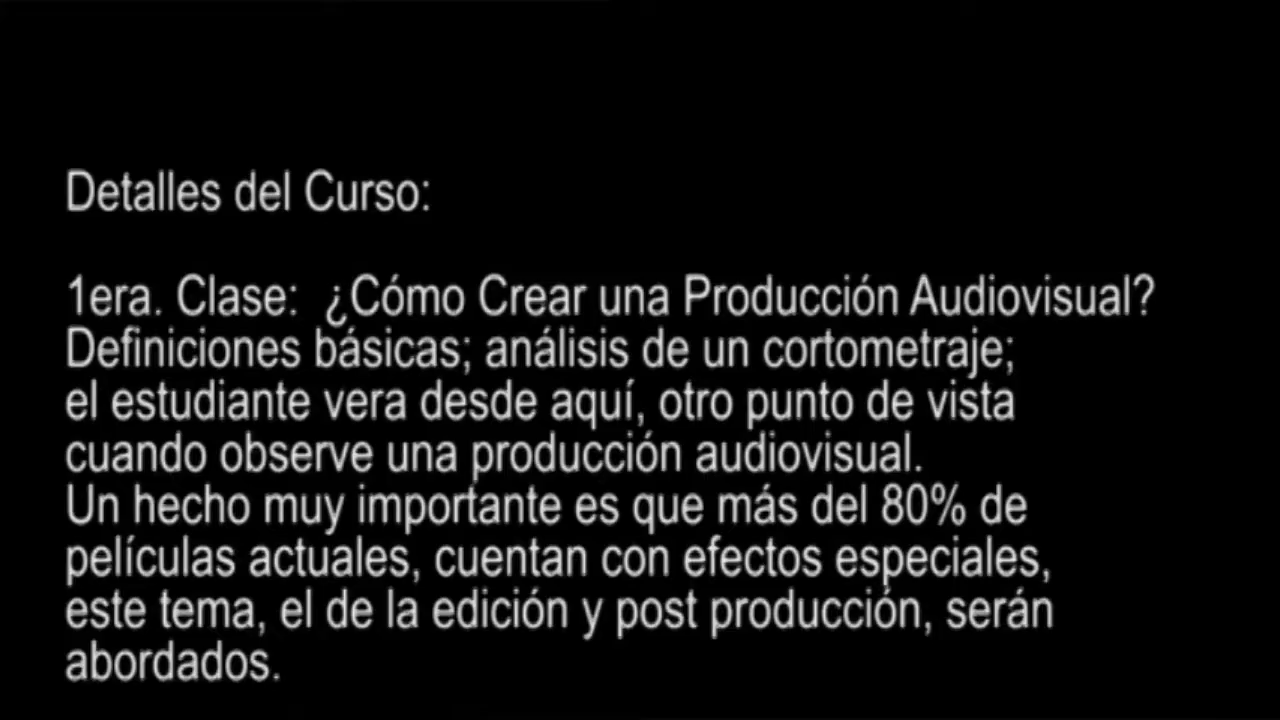 Detalles del Curso:
1era. Clase:  ¿Cómo Crear una Producción Audiovisual?
Definiciones básicas; análisis de un cortometraje;
el estudiante vera desde aquí, otro punto de vista
cuando observe una producción audiovisual.
Un hecho muy importante es que más del 80% de
películas actuales, cuentan con efectos especiales,
este tema, el de la edición y post producción, serán
abordados.